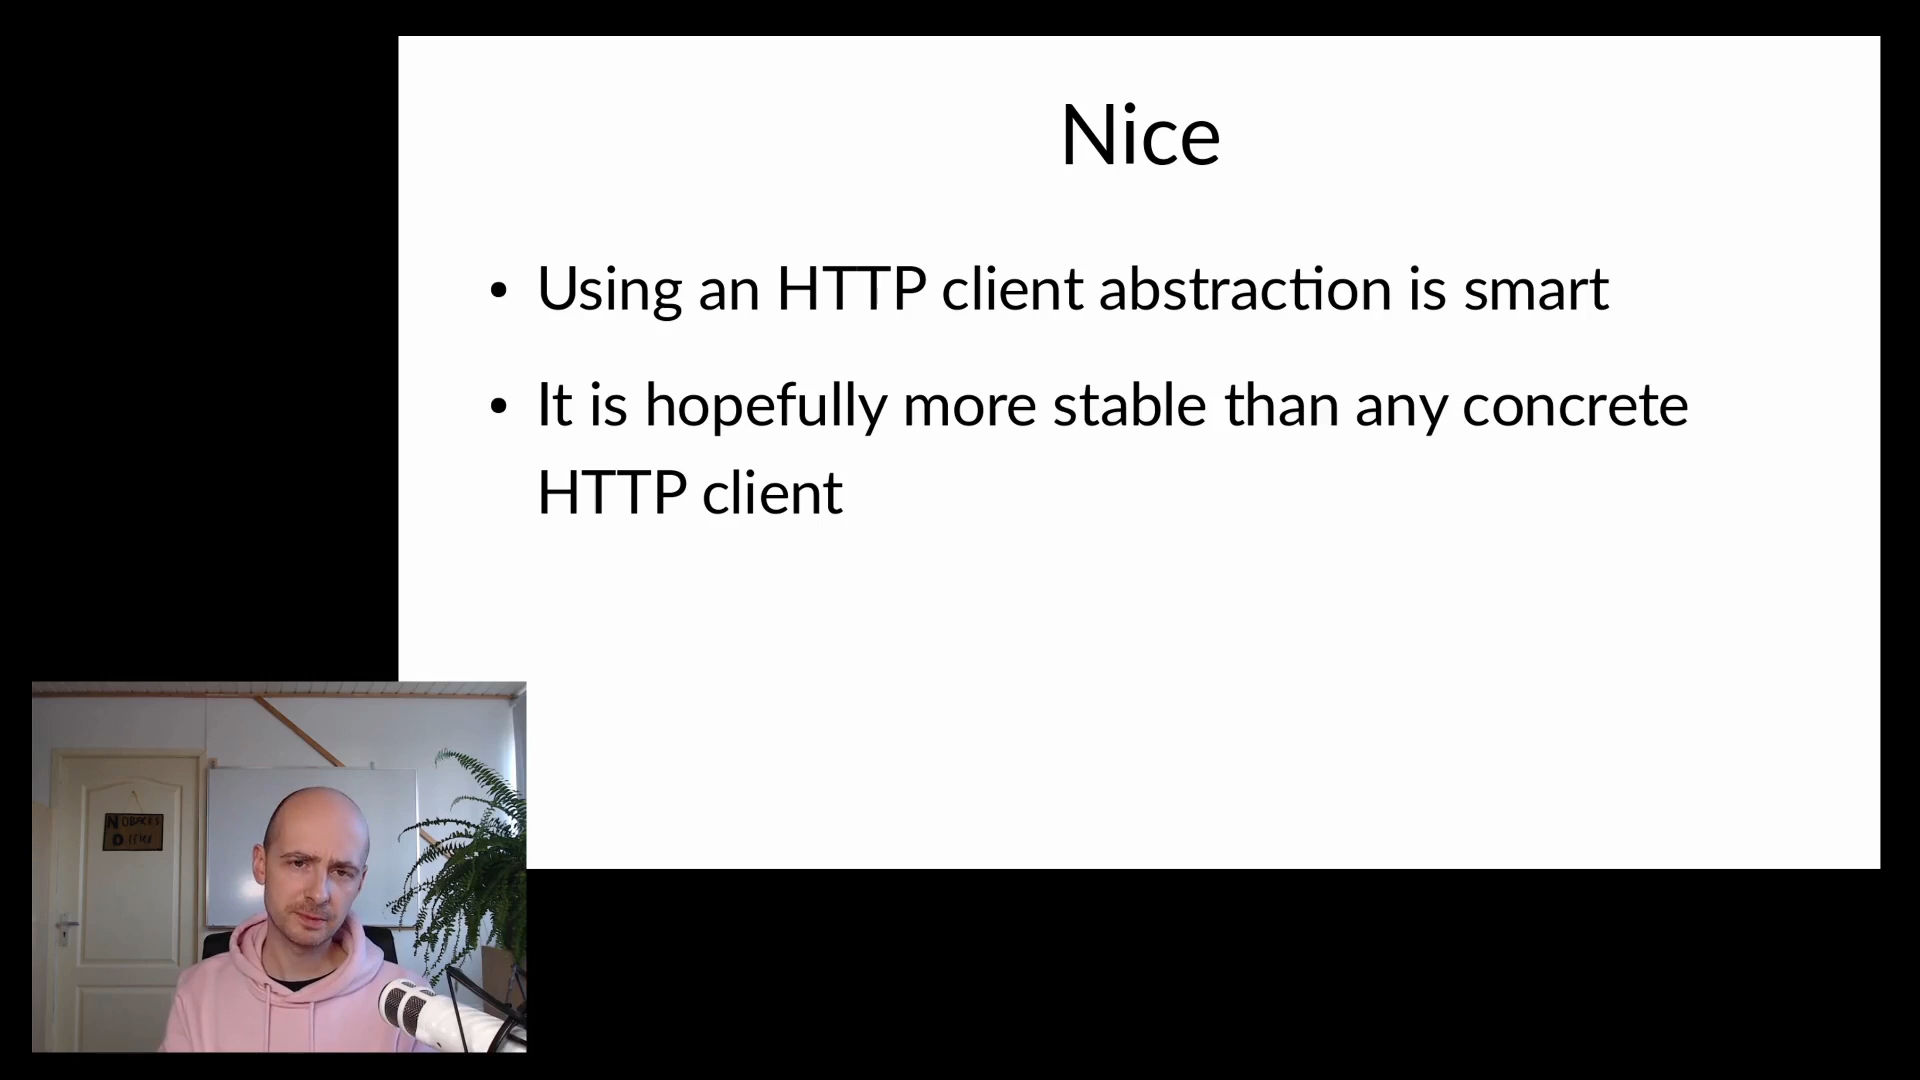 Nice
• Using an HTTP client abstraction is smart
• It is hopefully more stable than any concrete
HTTP client